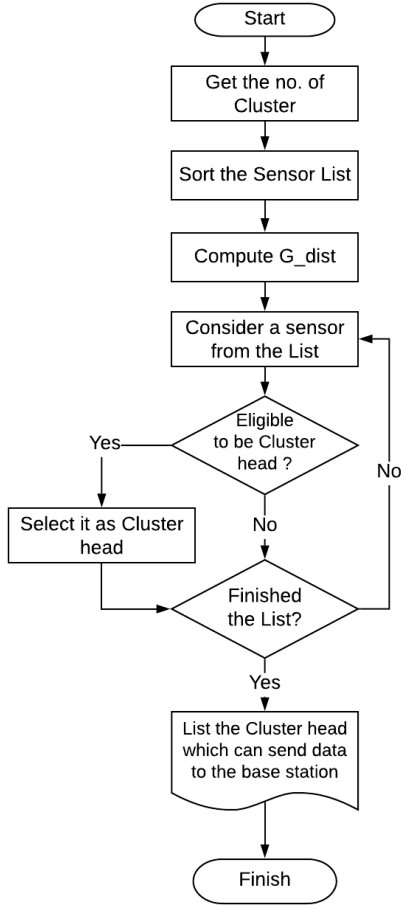 Start
Get the no. of
Cluster
Sort the Sensor List
Compute G_dist
Consider a sensor
from the List
Eligible
to be Cluster
head ?
Yes
No
No
Select it as Cluster
head
Finished
the List?
Yes
List the Cluster head
which can send data
to the base station
Finish